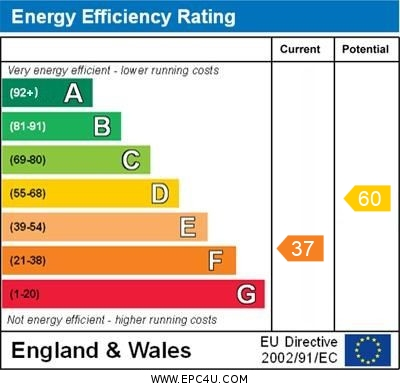 Energy Efficiency Rating
Current Potential
Very energy efficient - lower running costs
(92+) A
(81-91) B
(69-80) C
(55-68) D
60
(39-54) E
37
(21-38) F
(1-20) G
Not energy efficient - higher running costs
England & Wales
EU Directive
2002/91/EC
WWW.EPC4U.COM